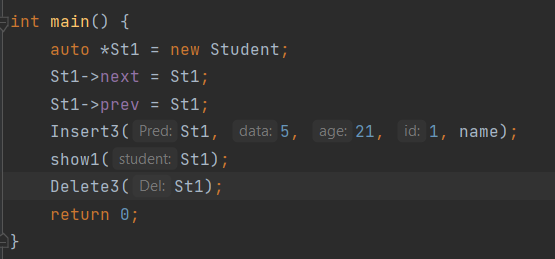 int main() {
    auto *St1 = new Student;
    St1->next = St1;
    St1->prev = St1;
    Insert3( Pred: St1, data: 5, age: 21, id: 1, name);
    show1( student: St1);
    Delete3( Del: St1);
    return 0;
}